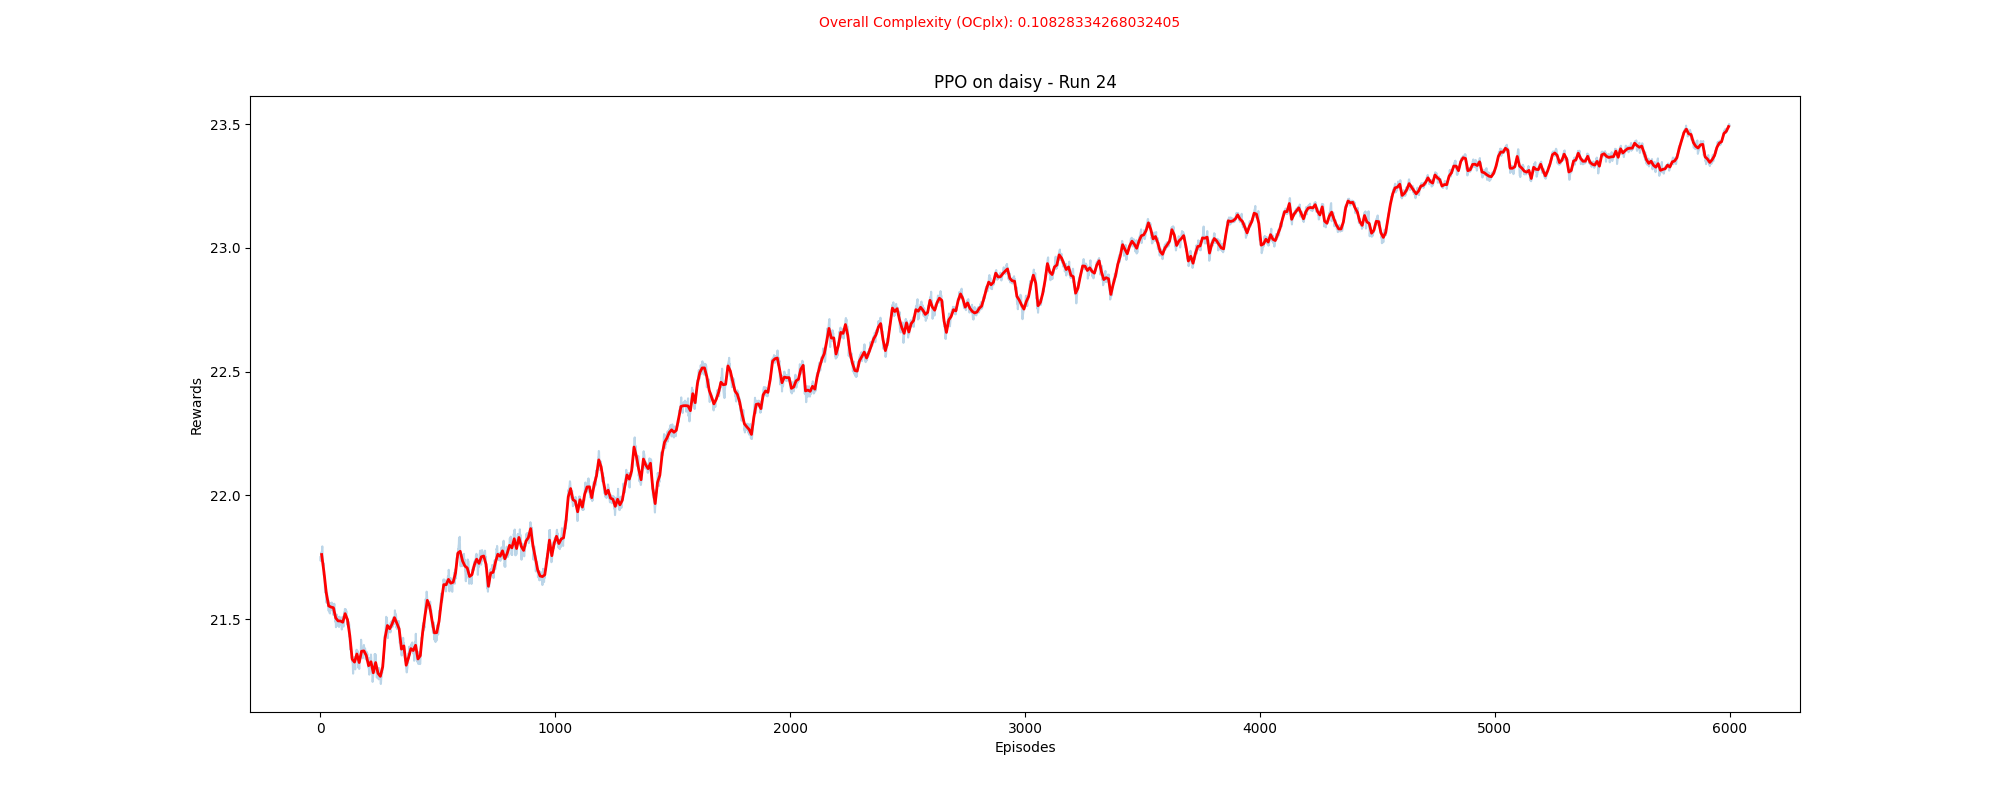 Overall Complexity (OCplx): 0.10828334268032405
PPO on daisy - Run 24
23.5
23.0
22.5
22.0
21.5
Rewards
0 1000 2000 3000 4000 5000 6000
Episodes